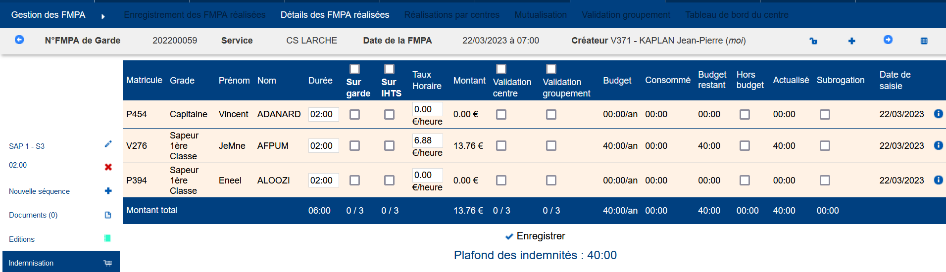 Gestion des FMPA Enregistrement des FMPA réalisées Détails des FMPA réalisées Réalisations par centres Mutualisation Validation groupement Tableau de bord du centre
N°FMPA de Garde 202200059 Service CS LARCHE Date de la FMPA 22/03/2023 à 07:00 Créateur V371 - KAPLAN Jean-Pierre (moi)
SAP 1 - S3
02:00
Nouvelle séquence
Documents (0)
Editions
Indemnisation
Matricule Grade Prénom Nom Durée Sur garde Sur IHTS Taux Horaire Montant Validation centre Validation groupement Budget Consommé Budget restant Hors budget Actualisé Subrogation Date de saisie
P454 Capitaine VIncent ADANARD 02:00 0.00 €/heure 0.00 € 00:00/an 00:00 00:00 00:00 22/03/2023
V276 Sapeur 1ère Classe JeMne AFPUM 02:00 6.88 €/heure 13.76 € 40:00/an 00:00 40:00 40:00 22/03/2023
P394 Sapeur 1ère Classe Eneel ALOOZI 02:00 0.00 €/heure 0.00 € 00:00/an 00:00 00:00 00:00 22/03/2023
Montant total 06:00 0 / 3 0 / 3 13.76 € 0 / 3 0 / 3 40:00/an 00:00 40:00 00:00 40:00 00:00
Enregistrer
Plafond des indemnités : 40:00